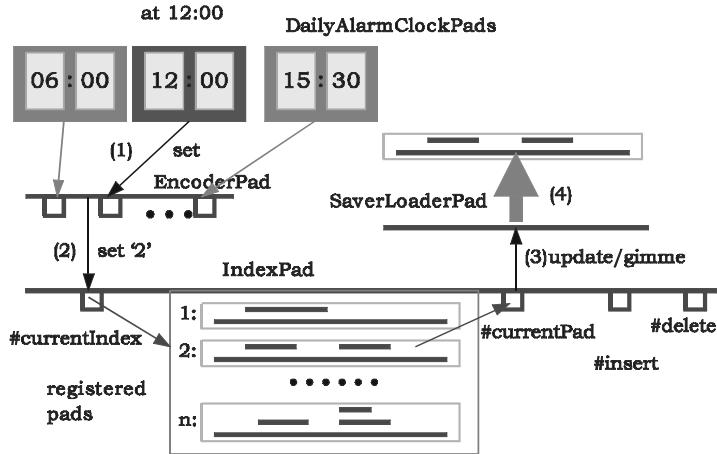 at 12:00
DailyAlarmClockPads
06:00
12:00
15:30
(1) set
EncoderPad
SaverLoaderPad
(4)
(2) set ‘2’
(3)update/gimme
IndexPad
1:
#currentIndex
#currentPad
#delete
2:
#insert
registered
pads
n: